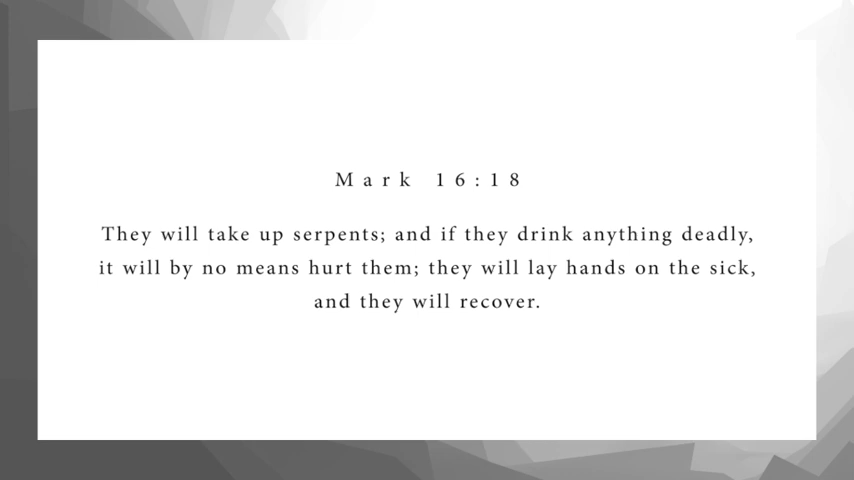 Mark 16:18
They will take up serpents; and if they drink anything deadly,
it will by no means hurt them; they will lay hands on the sick,
and they will recover.